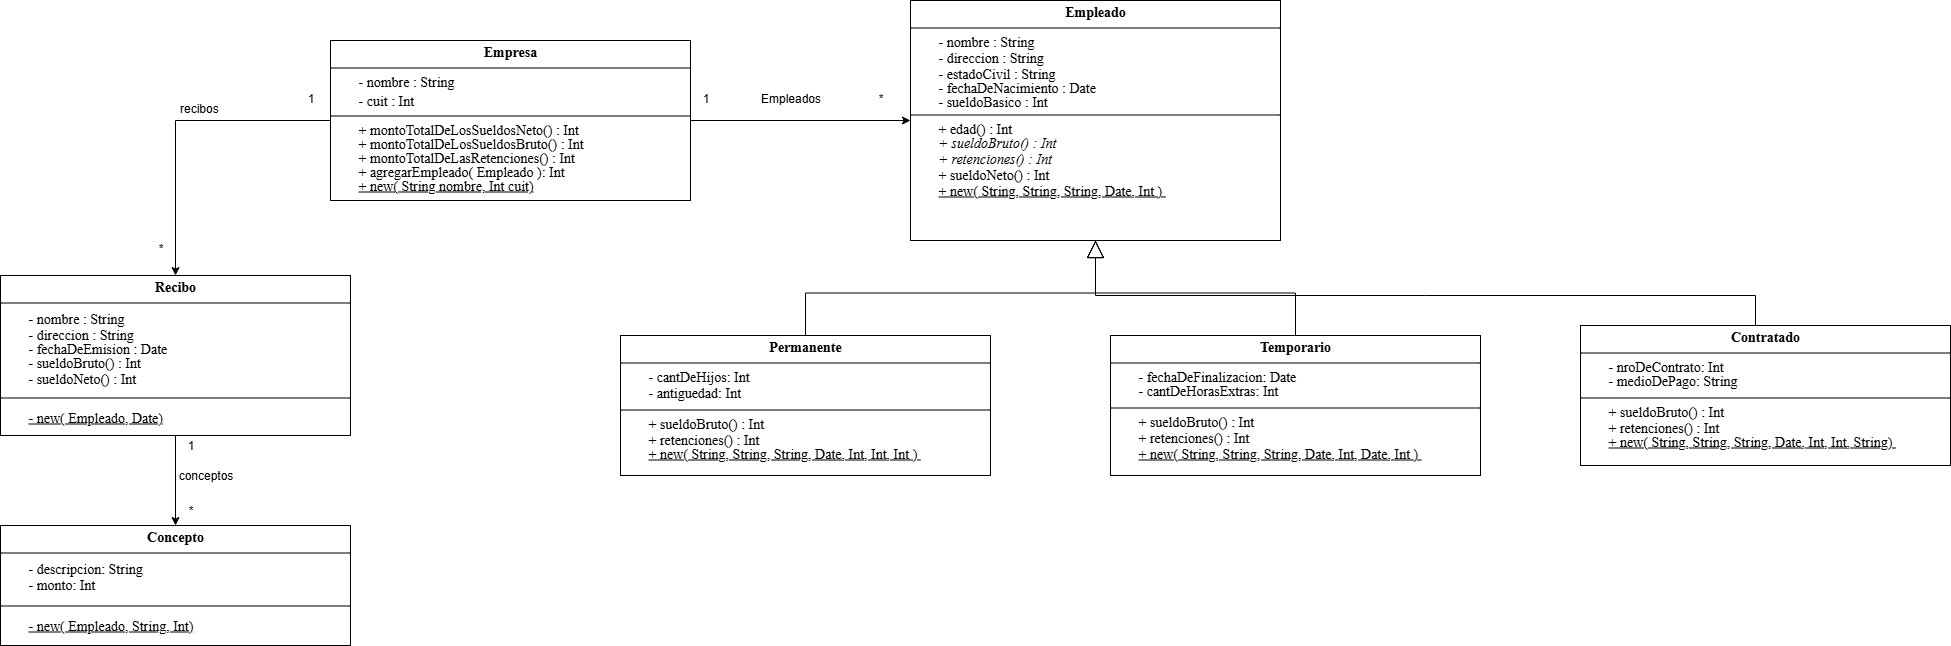 Empresa
- nombre : String
- cuit : Int
+ montoTotalDeLosSueldosNeto() : Int
+ montoTotalDeLosSueldosBruto() : Int
+ montoTotalDeLasRetenciones() : Int
+ agregarEmpleado( Empleado ): Int
+ new( String nombre, Int cuit)
1
recibos
*
1
Empleados
*
Empleado
- nombre : String
- direccion : String
- estadoCivil : String
- fechaDeNacimiento : Date
- sueldoBasico : Int
+ edad() : Int
+ sueldoBruto() : Int
+ retenciones() : Int
+ sueldoNeto() : Int
+ new( String, String, String, Date, Int )
Recibo
- nombre : String
- direccion : String
- fechaDeEmision : Date
- sueldoBruto() : Int
- sueldoNeto() : Int
- new( Empleado, Date)
1
conceptos
*
Concepto
- descripcion: String
- monto: Int
- new( Empleado, String, Int)
Permanente
- cantDeHijos: Int
- antiguedad: Int
+ sueldoBruto() : Int
+ retenciones() : Int
+ new( String, String, String, Date, Int, Int, Int )
Temporario
- fechaDeFinalizacion: Date
- cantDeHorasExtras: Int
+ sueldoBruto() : Int
+ retenciones() : Int
+ new( String, String, String, Date, Int, Date, Int )
Contratado
- nroDeContrato: Int
- medioDePago: String
+ sueldoBruto() : Int
+ retenciones() : Int
+ new( String, String, String, Date, Int, Int, String)